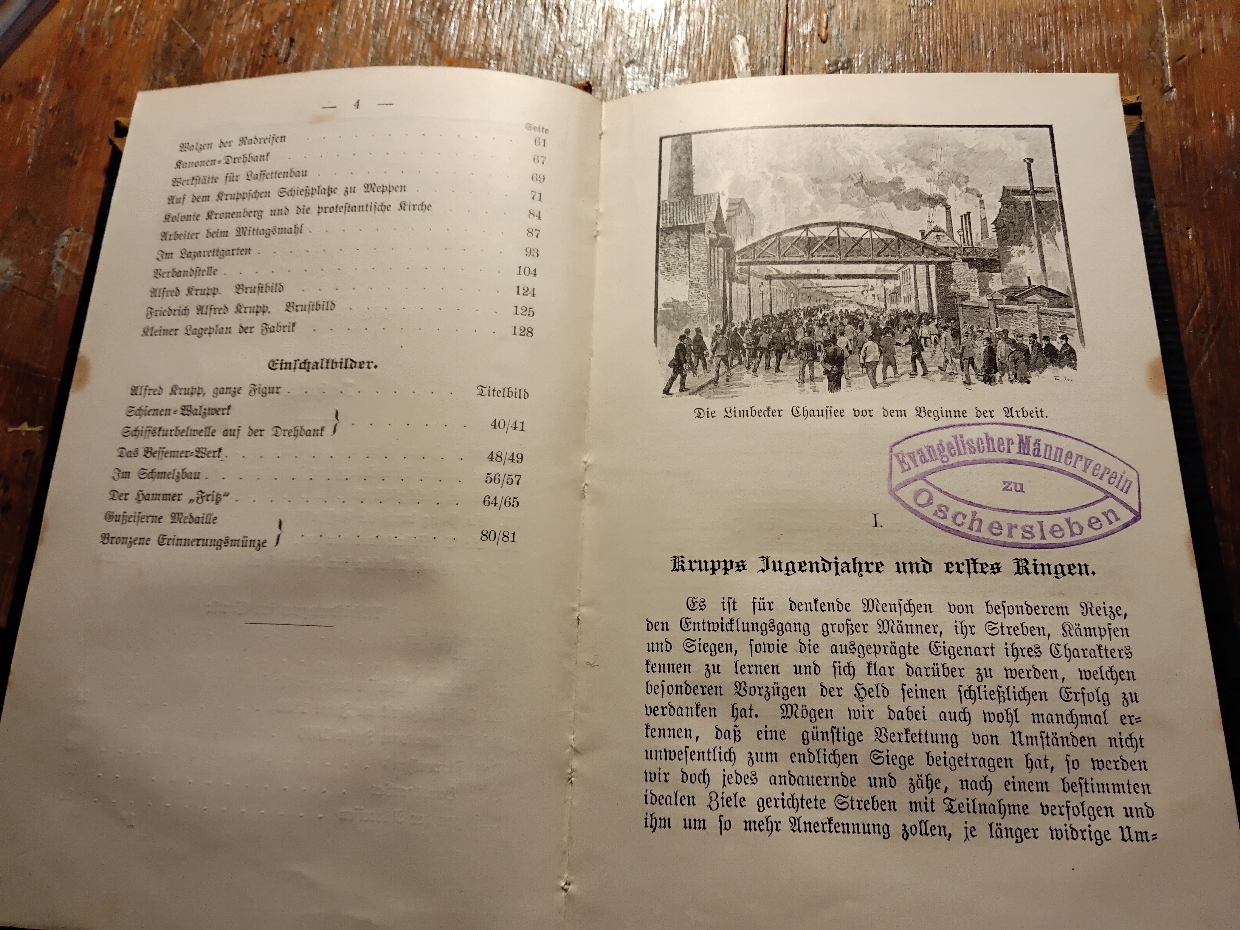 — 4 —
Seite
Walzen der Radreifen . . . . . . . . . . 61
Kanonen-Drehbank . . . . . . . . . . 67
Werkstätte für Laffettenbau . . . . . . . . . 69
Auf dem Kruppschen Schießplatze zu Meppen . . . . 71
Kolonie Kronenberg und die protestantische Kirche . . . 84
Arbeiter beim Mittagsmahl . . . . . . . . . 87
Im Lazarettgarten . . . . . . . . . . . 93
Verbandstelle . . . . . . . . . . . . 104
Alfred Krupp. Brustbild . . . . . . . . . 124
Friedrich Alfred Krupp. Brustbild . . . . . . . 125
Kleiner Lageplan der Fabrik . . . . . . . . 128
Einschaltbilder.
Alfred Krupp, ganze Figur . . . . . . . . Titelbild
Schienen-Walzwerk
Schiffskurbelwelle auf der Drehbank } . . . . . . 40/41
Das Bessemer-Werk . . . . . . . . . . 48/49
Im Schmelzbau . . . . . . . . . . . 56/57
Der Hammer „Fritz“ . . . . . . . . . . 64/65
Gußeiserne Medaille
Bronzene Erinnerungsmünze } . . . . . . . . 80/81
Die Limbecker Chaussee vor dem Beginne der Arbeit.
Evangelischer Männerverein
zu
Oschersleben
I.
Krupps Jugendjahre und erstes Ringen.
Es ist für denkende Menschen von besonderem Reize,
den Entwicklungsgang großer Männer, ihr Streben, Kämpfen
und Siegen, sowie die ausgeprägte Eigenart ihres Charakters
kennen zu lernen und sich klar darüber zu werden, welchen
besonderen Vorzügen der Held seinen schließlichen Erfolg zu
verdanken hat. Mögen wir dabei auch wohl manchmal er-
kennen, daß eine günstige Verkettung von Umständen nicht
unwesentlich zum endlichen Siege beigetragen hat, so werden
wir doch jedes andauernde und zähe, nach einem bestimmten
idealen Ziele gerichtete Streben mit Teilnahme verfolgen und
ihm um so mehr Anerkennung zollen, je länger widrige Um-